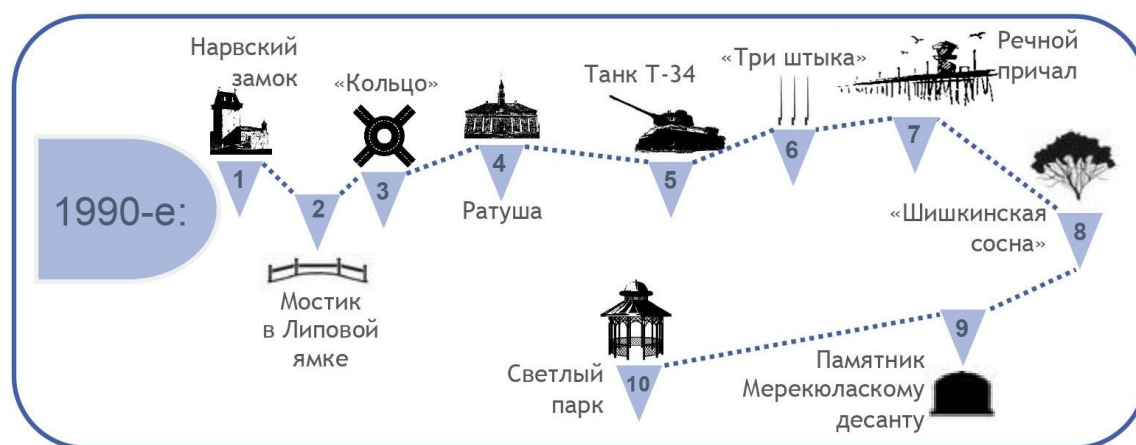 1990-е:
Нарвский
замок
1
2
Мостик
в Липовой
ямке
«Кольцо»
3
4
Ратуша
Танк Т-34
5
«Три штыка»
6
Речной
причал
7
«Шишкинская
сосна»
8
9
Памятник
Мерекюласкому
десанту
Светлый
парк
10